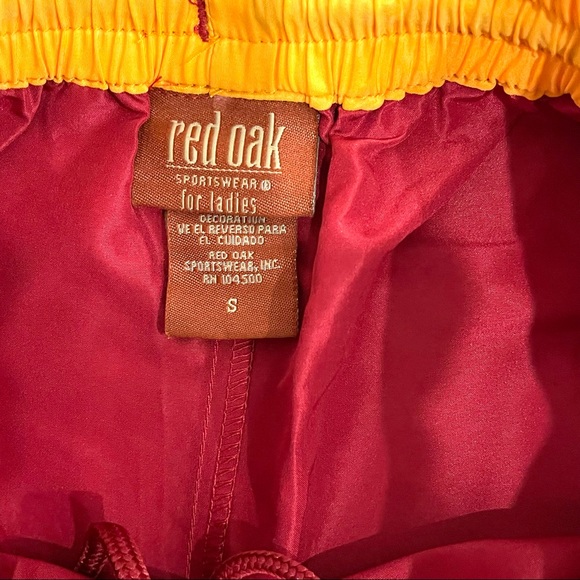 red oak
SPORTSWEAR ®
for ladies
DECORATION
VE EL REVERSO PARA
EL CUIDADO
RED OAK
SPORTSWEAR, INC.
RN 104500
S